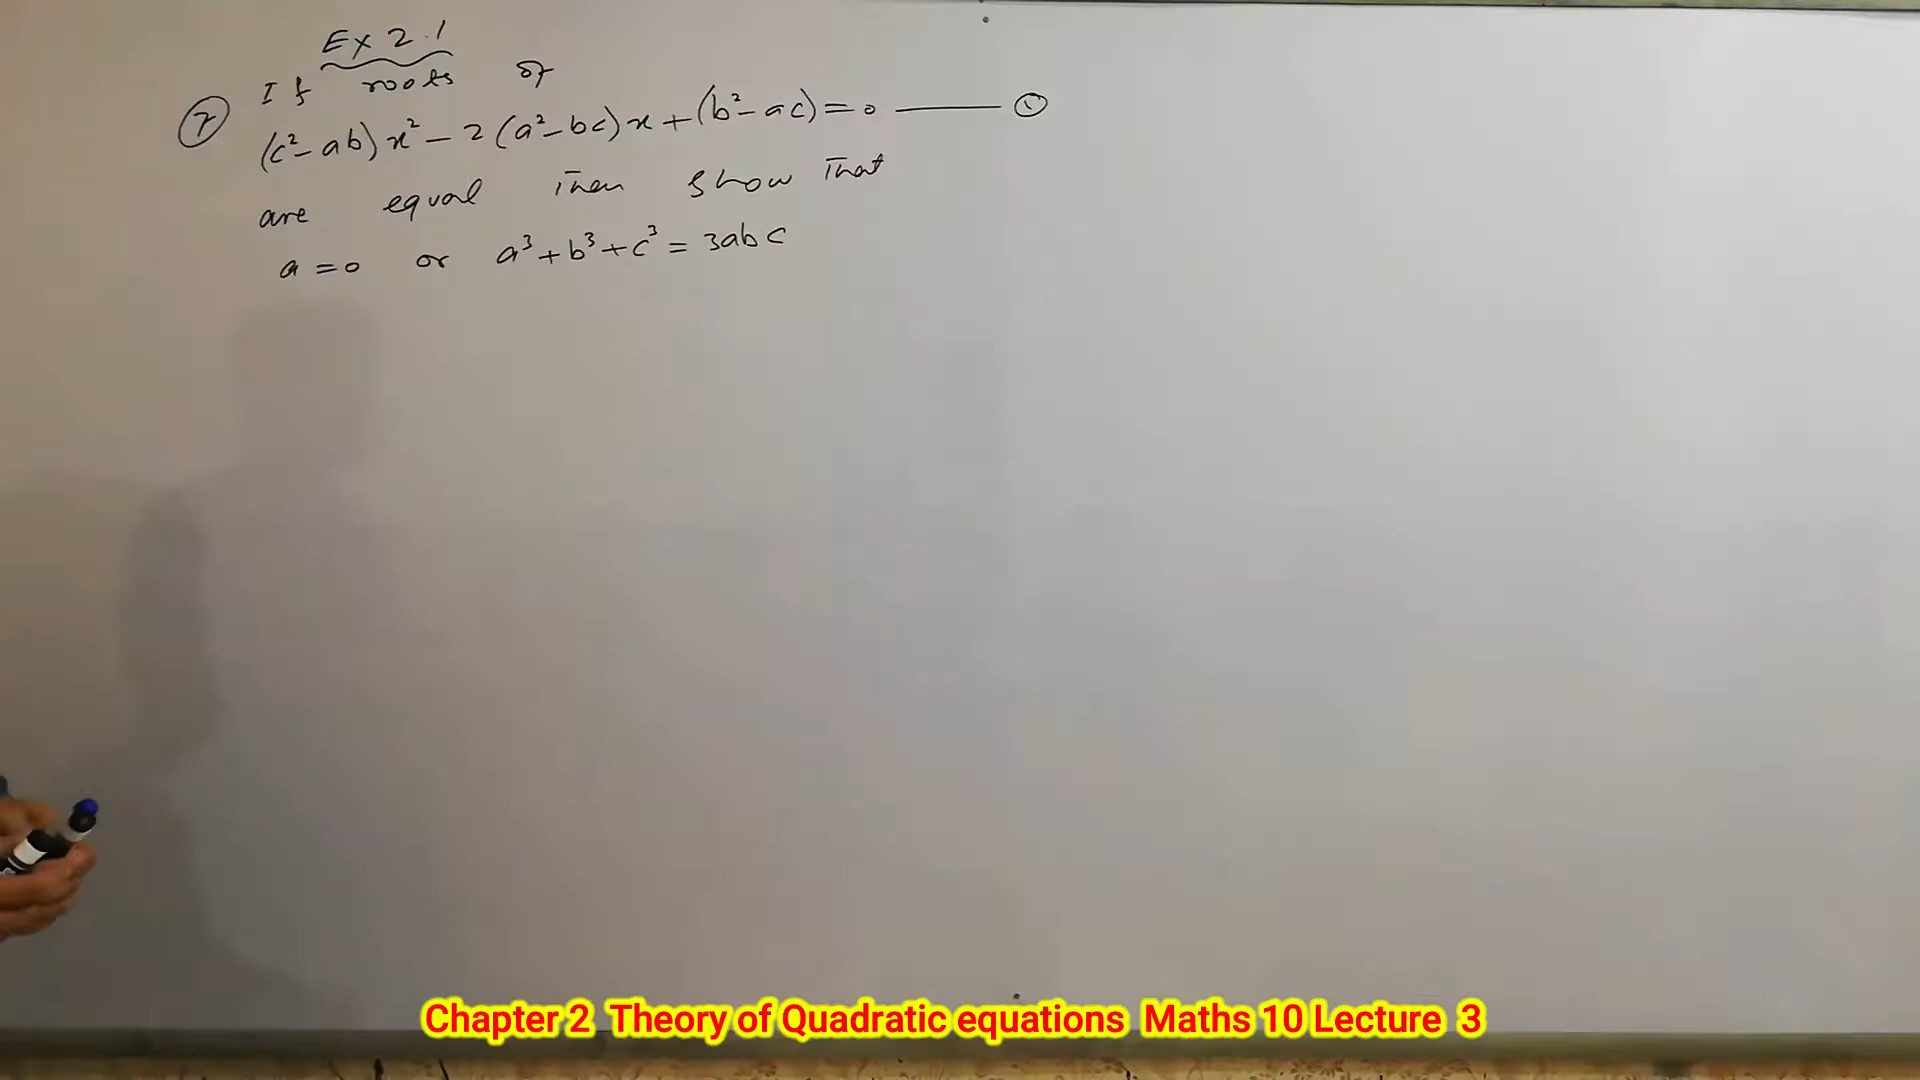 Ex 2.1
If roots of
⑦ (c²-ab)x² - 2(a²-bc)x + (b²-ac) = 0 ——— ①
are equal Then show That
a = 0 or a³ + b³ + c³ = 3abc
Chapter 2 Theory of Quadratic equations Maths 10 Lecture 3